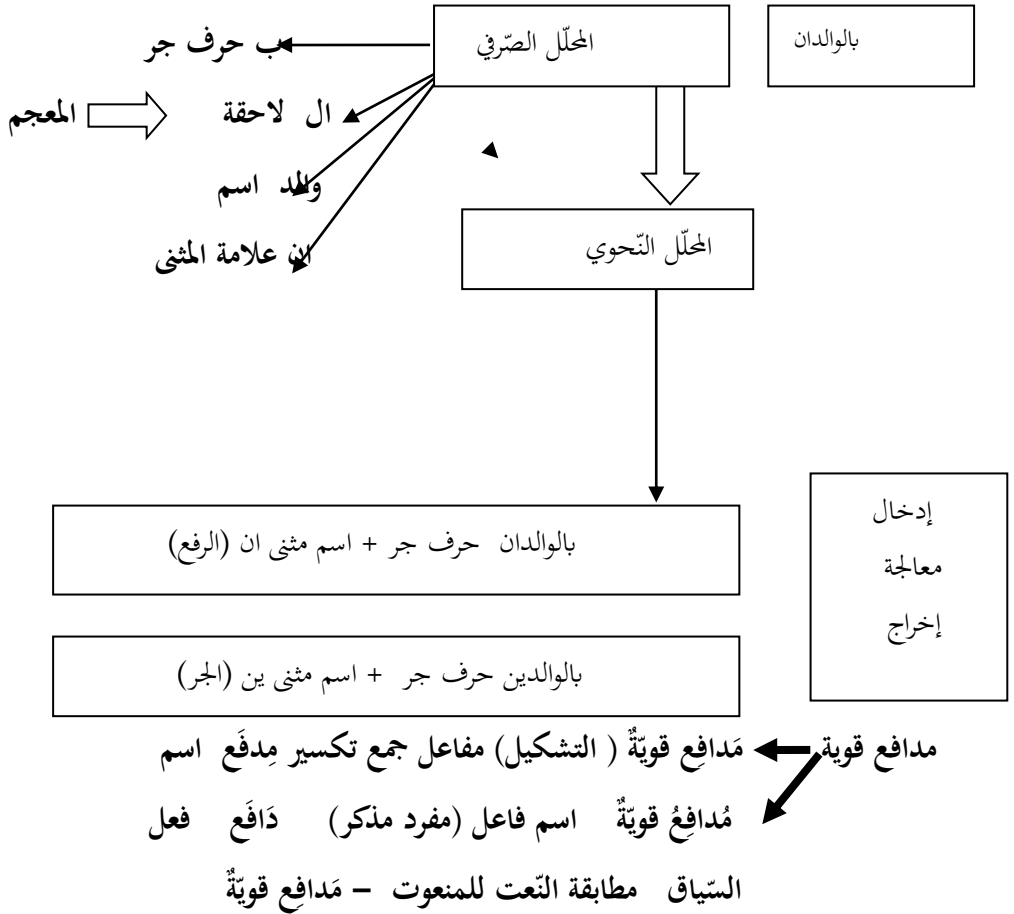 بالوالدان
المحلّل الصّرفي
ب حرف جر
ال لاحقة
المعجم
والد اسم
ان علامة المثنى
المحلّل النّحوي
إدخال
معالجة
إخراج
بالوالدان حرف جر + اسم مثنى ان (الرفع)
بالوالدين حرف جر + اسم مثنى ين (الجر)
مدافع قوية مَدافِع قويّةٌ ( التشكيل) مفاعل جمع تكسير مِدفَع اسم
مُدافِعُ قويّةٌ اسم فاعل (مفرد مذكر) دَافَع فعل
السّياق مطابقة النّعت للمنعوت – مَدافِع قويّةٌ